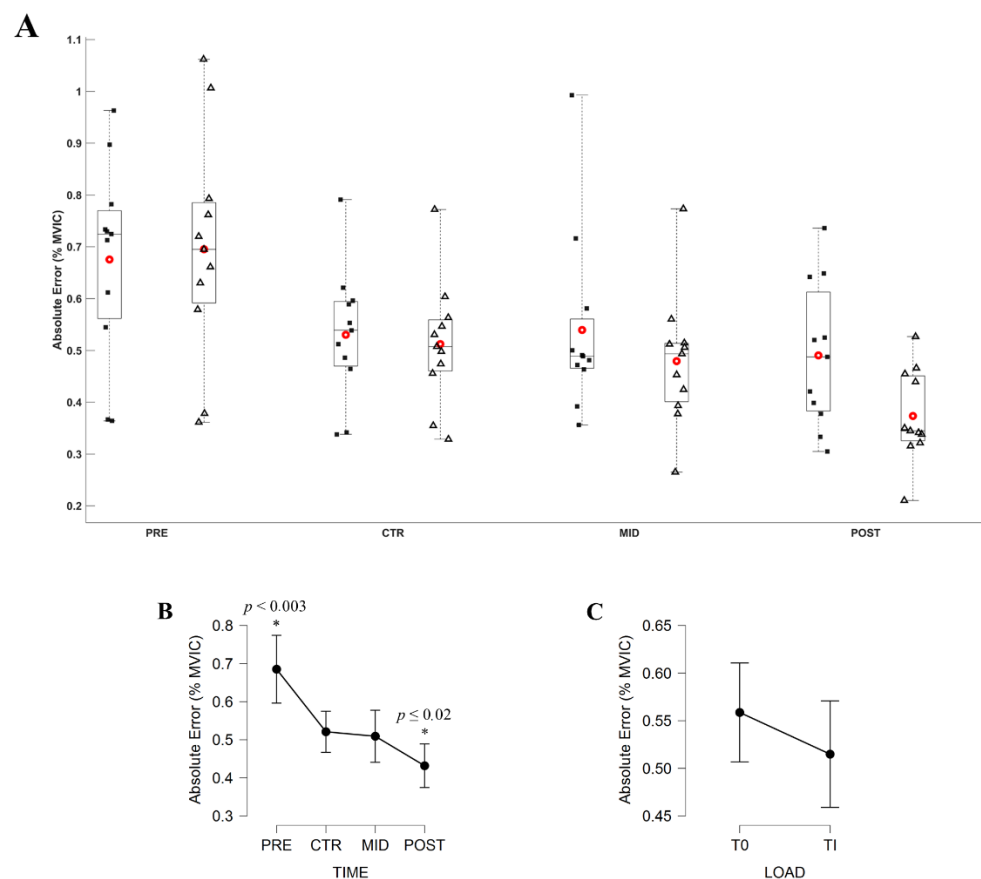 A
Absolute Error (% MVIC)
1.1
1
0.9
0.8
0.7
0.6
0.5
0.4
0.3
0.2
PRE CTR MID POST
B
p < 0.003
*
p ≤ 0.02
*
Absolute Error (% MVIC)
0.8
0.7
0.6
0.5
0.4
0.3
PRE CTR MID POST
TIME
C
Absolute Error (% MVIC)
0.65
0.60
0.55
0.50
0.45
T0 TI
LOAD